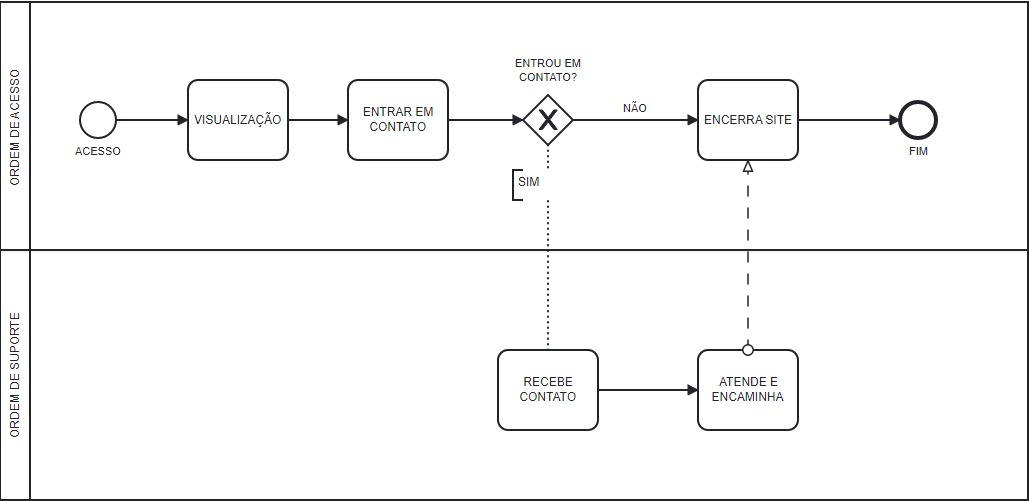 ORDEM DE ACESSO
ACESSO
VISUALIZAÇÃO
ENTRAR EM
CONTATO
ENTROU EM
CONTATO?
X
NÃO
SIM
ENCERRA SITE
FIM
ORDEM DE SUPORTE
RECEBE
CONTATO
ATENDE E
ENCAMINHA